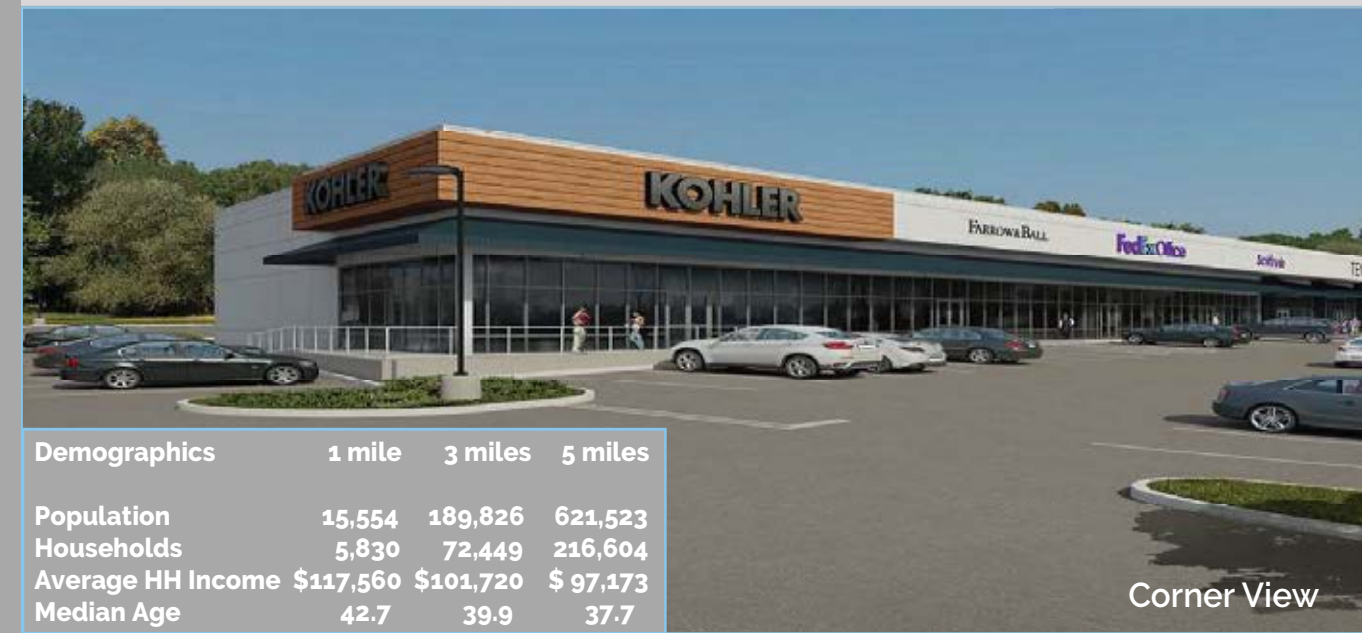 KOHLER
KOHLER
FARROW & BALL
FedEx Office
TE
Demographics 1 mile 3 miles 5 miles
Population 15,554 189,826 621,523
Households 5,830 72,449 216,604
Average HH Income $117,560 $101,720 $ 97,173
Median Age 42.7 39.9 37.7
Corner View